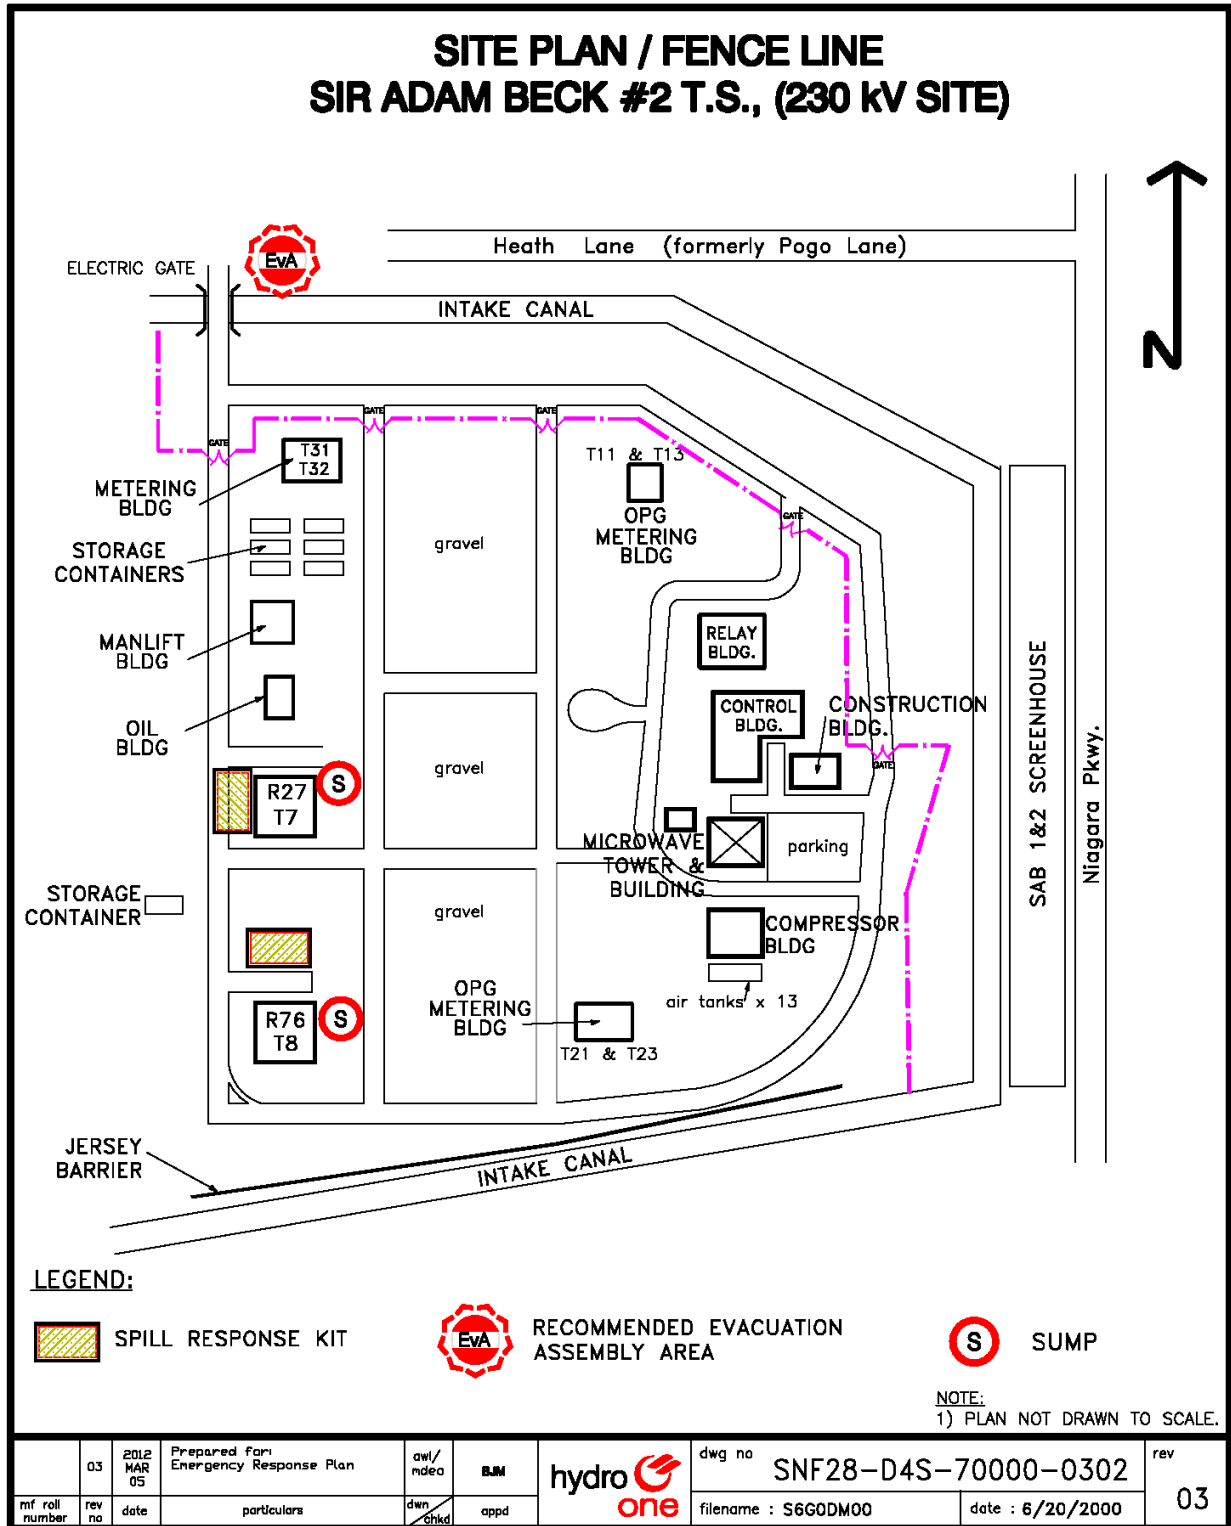 SITE PLAN / FENCE LINE
SIR ADAM BECK #2 T.S., (230 kV SITE)
Heath Lane (formerly Pogo Lane)
EvA
ELECTRIC GATE
INTAKE CANAL
N
GATE
GATE
GATE
T31
T32
T11 & T13
METERING
BLDG
OPG
METERING
BLDG
GATE
gravel
STORAGE
CONTAINERS
RELAY
BLDG.
MANLIFT
BLDG
SAB 1&2 SCREENHOUSE
Niagara Pkwy.
CONTROL
BLDG.
CONSTRUCTION
BLDG.
OIL
BLDG
GATE
gravel
S
R27
T7
MICROWAVE
TOWER &
BUILDING
parking
STORAGE
CONTAINER
gravel
COMPRESSOR
BLDG
OPG
METERING
BLDG
air tanks x 13
R76
T8
S
T21 & T23
JERSEY
BARRIER
INTAKE CANAL
LEGEND:
SPILL RESPONSE KIT
EvA
RECOMMENDED EVACUATION
ASSEMBLY AREA
S
SUMP
NOTE:
1) PLAN NOT DRAWN TO SCALE.
03
2012
MAR
05
Prepared for:
Emergency Response Plan
awl/
mdea
BJM
mf roll
number
rev
no
date
particulars
dwn
chkd
appd
hydro
one
dwg no
SNF28-D4S-70000-0302
rev
03
filename : S6GODM00
date : 6/20/2000